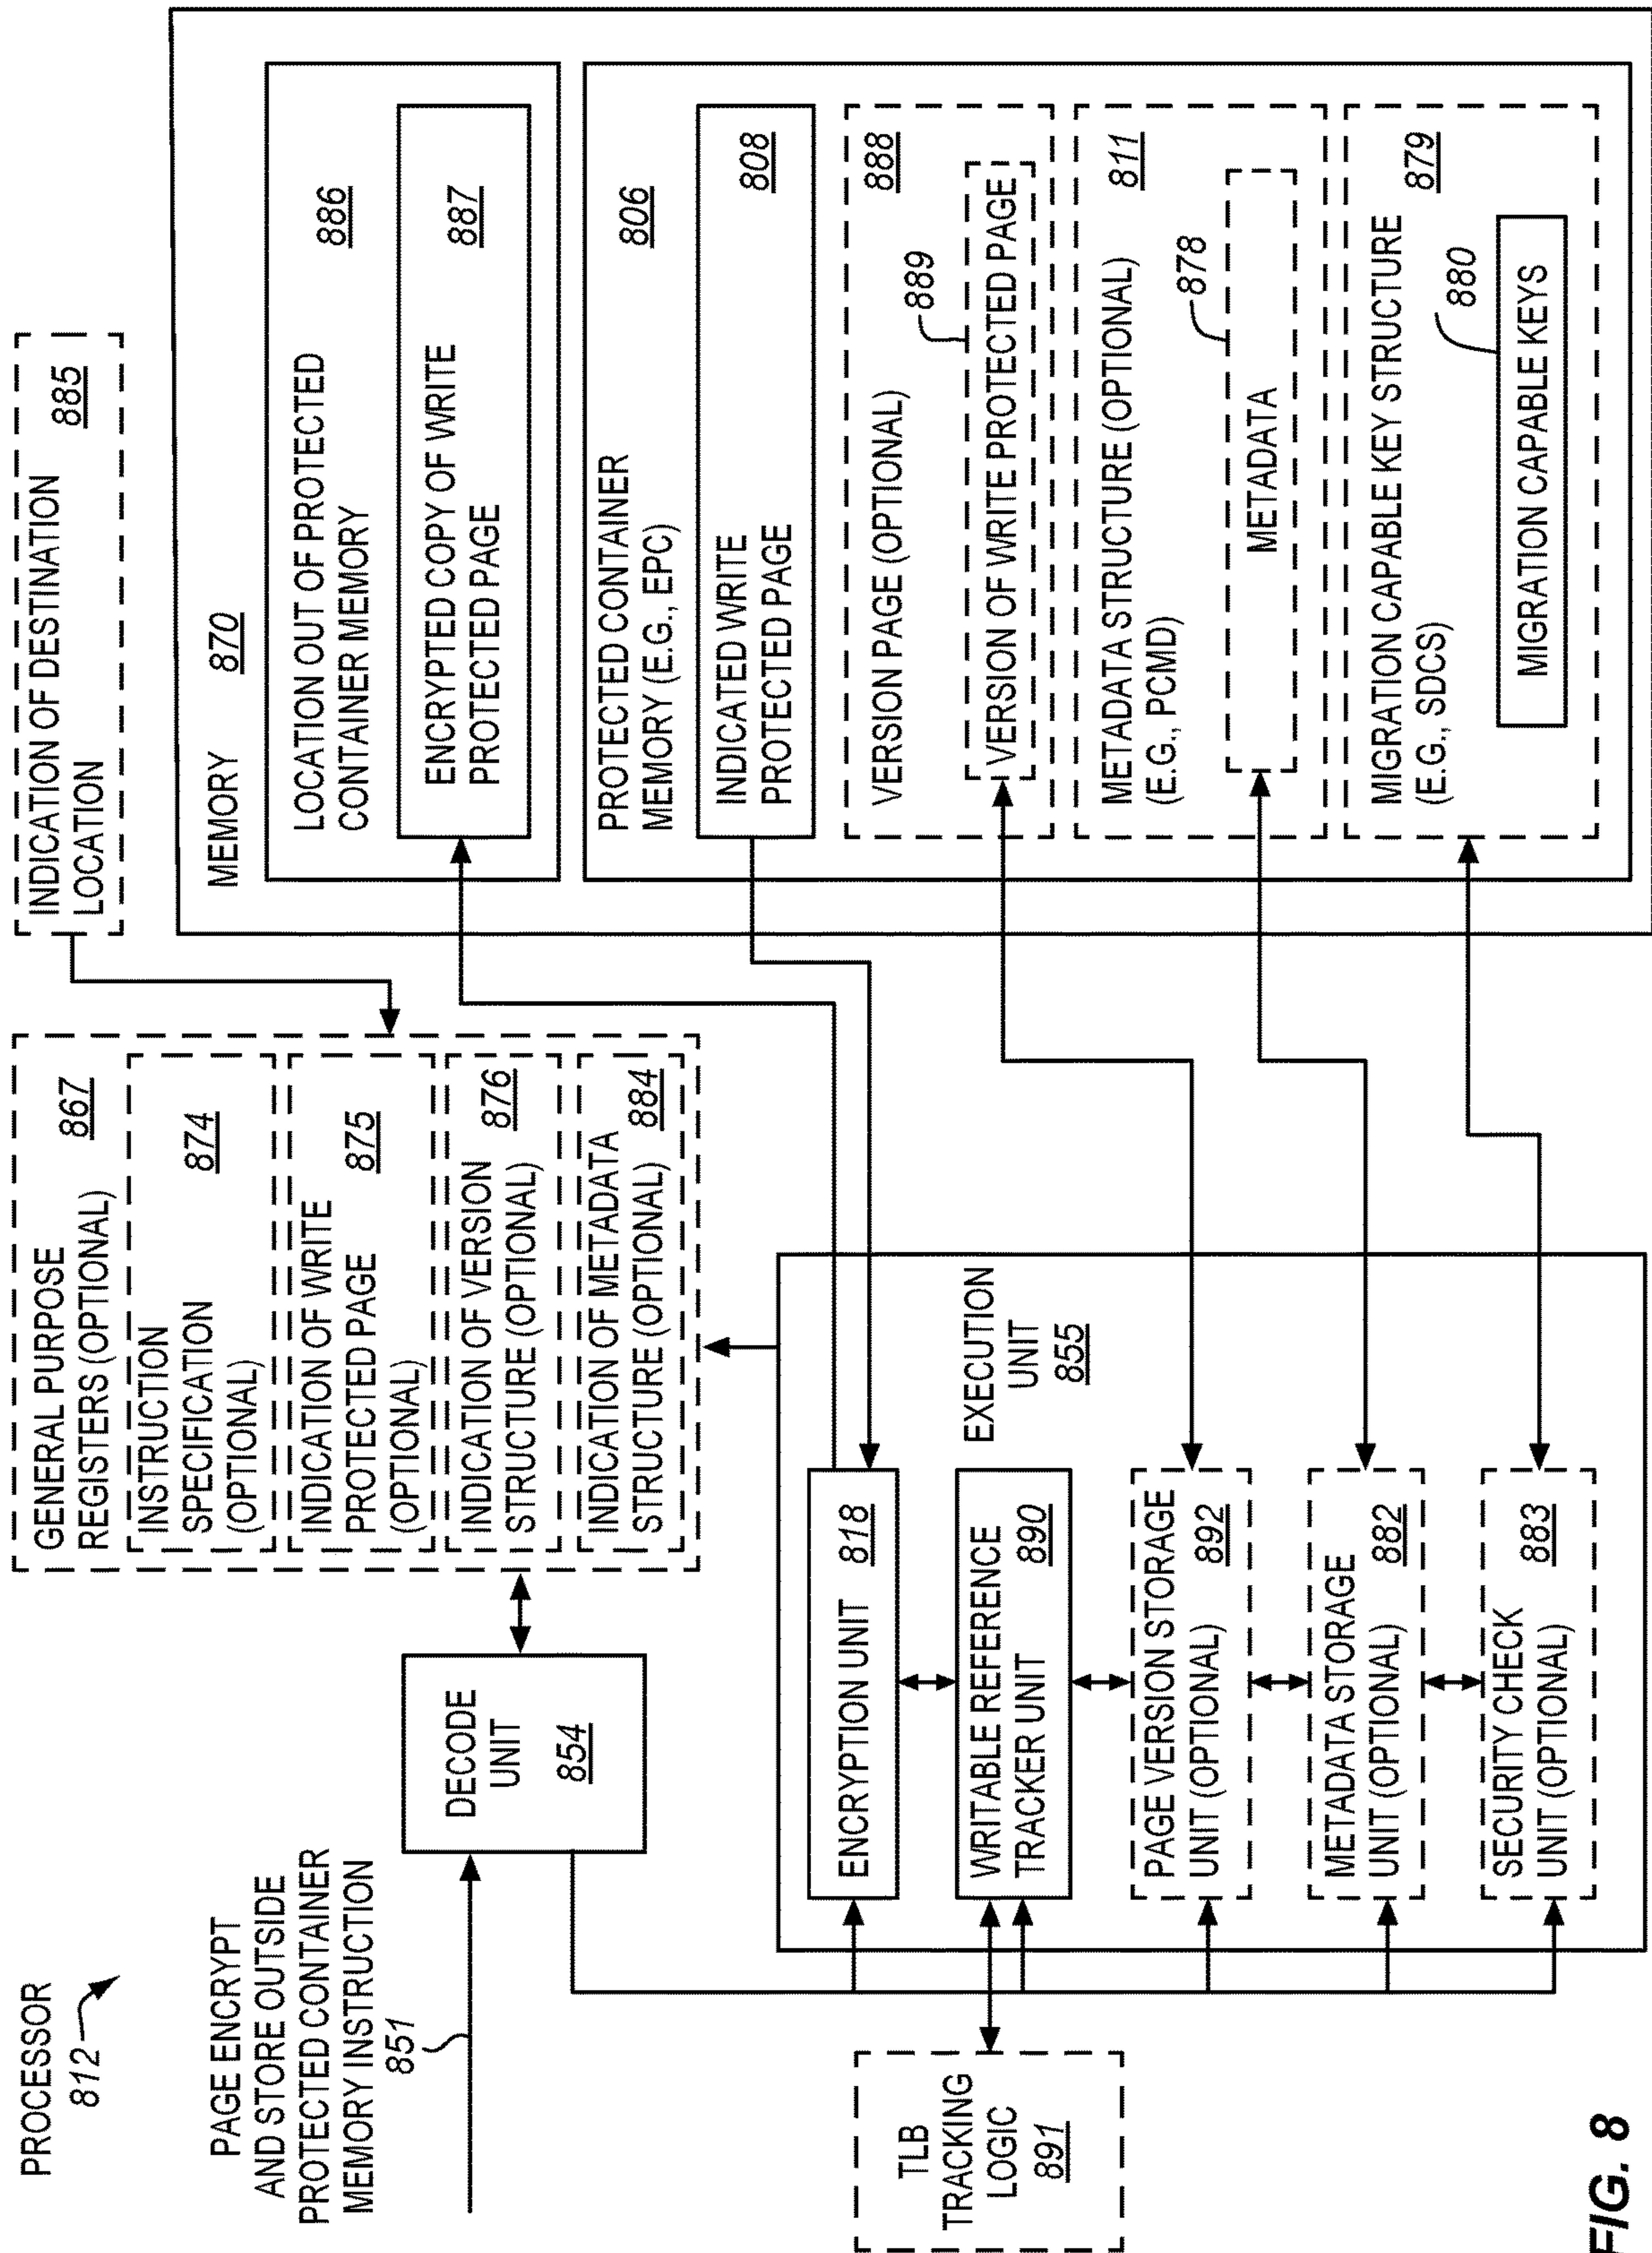 PROCESSOR
812
PAGE ENCRYPT
AND STORE OUTSIDE
PROTECTED CONTAINER
MEMORY INSTRUCTION
851
DECODE
UNIT
854
GENERAL PURPOSE
REGISTERS (OPTIONAL)
867
INSTRUCTION
SPECIFICATION
(OPTIONAL)
874
INDICATION OF WRITE
PROTECTED PAGE
(OPTIONAL)
875
INDICATION OF VERSION
STRUCTURE (OPTIONAL)
876
INDICATION OF METADATA
STRUCTURE (OPTIONAL)
884
INDICATION OF DESTINATION
LOCATION
885
TLB
TRACKING
LOGIC
891
EXECUTION
UNIT
855
ENCRYPTION UNIT
818
WRITABLE REFERENCE
TRACKER UNIT
890
PAGE VERSION STORAGE
UNIT (OPTIONAL)
892
METADATA STORAGE
UNIT (OPTIONAL)
882
SECURITY CHECK
UNIT (OPTIONAL)
883
MEMORY
870
LOCATION OUT OF PROTECTED
CONTAINER MEMORY
886
ENCRYPTED COPY OF WRITE
PROTECTED PAGE
887
PROTECTED CONTAINER
MEMORY (E.G., EPC)
806
INDICATED WRITE
PROTECTED PAGE
808
VERSION PAGE (OPTIONAL)
888
889
VERSION OF WRITE PROTECTED PAGE
METADATA STRUCTURE (OPTIONAL)
(E.G., PCMD)
811
878
METADATA
MIGRATION CAPABLE KEY STRUCTURE
(E.G., SDCS)
879
880
MIGRATION CAPABLE KEYS
FIG. 8